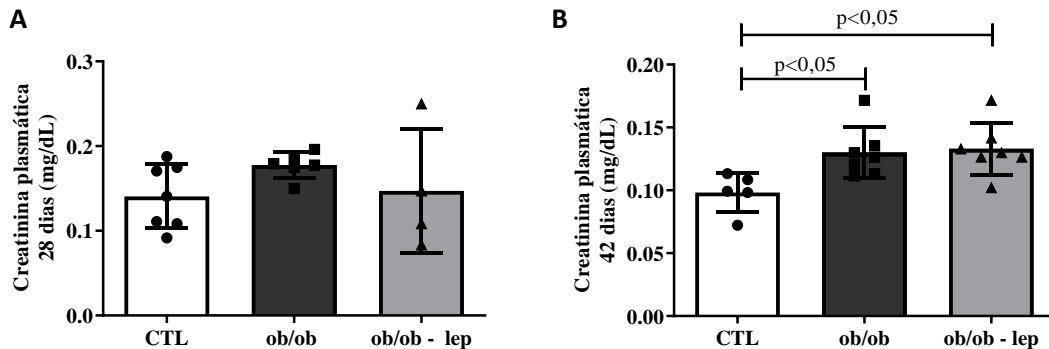 A
Creatinina plasmática
28 dias (mg/dL)
0.3
0.2
0.1
0.0
CTL
ob/ob
ob/ob - lep
B
p<0,05
p<0,05
Creatinina plasmática
42 dias (mg/dL)
0.20
0.15
0.10
0.05
0.00
CTL
ob/ob
ob/ob - lep